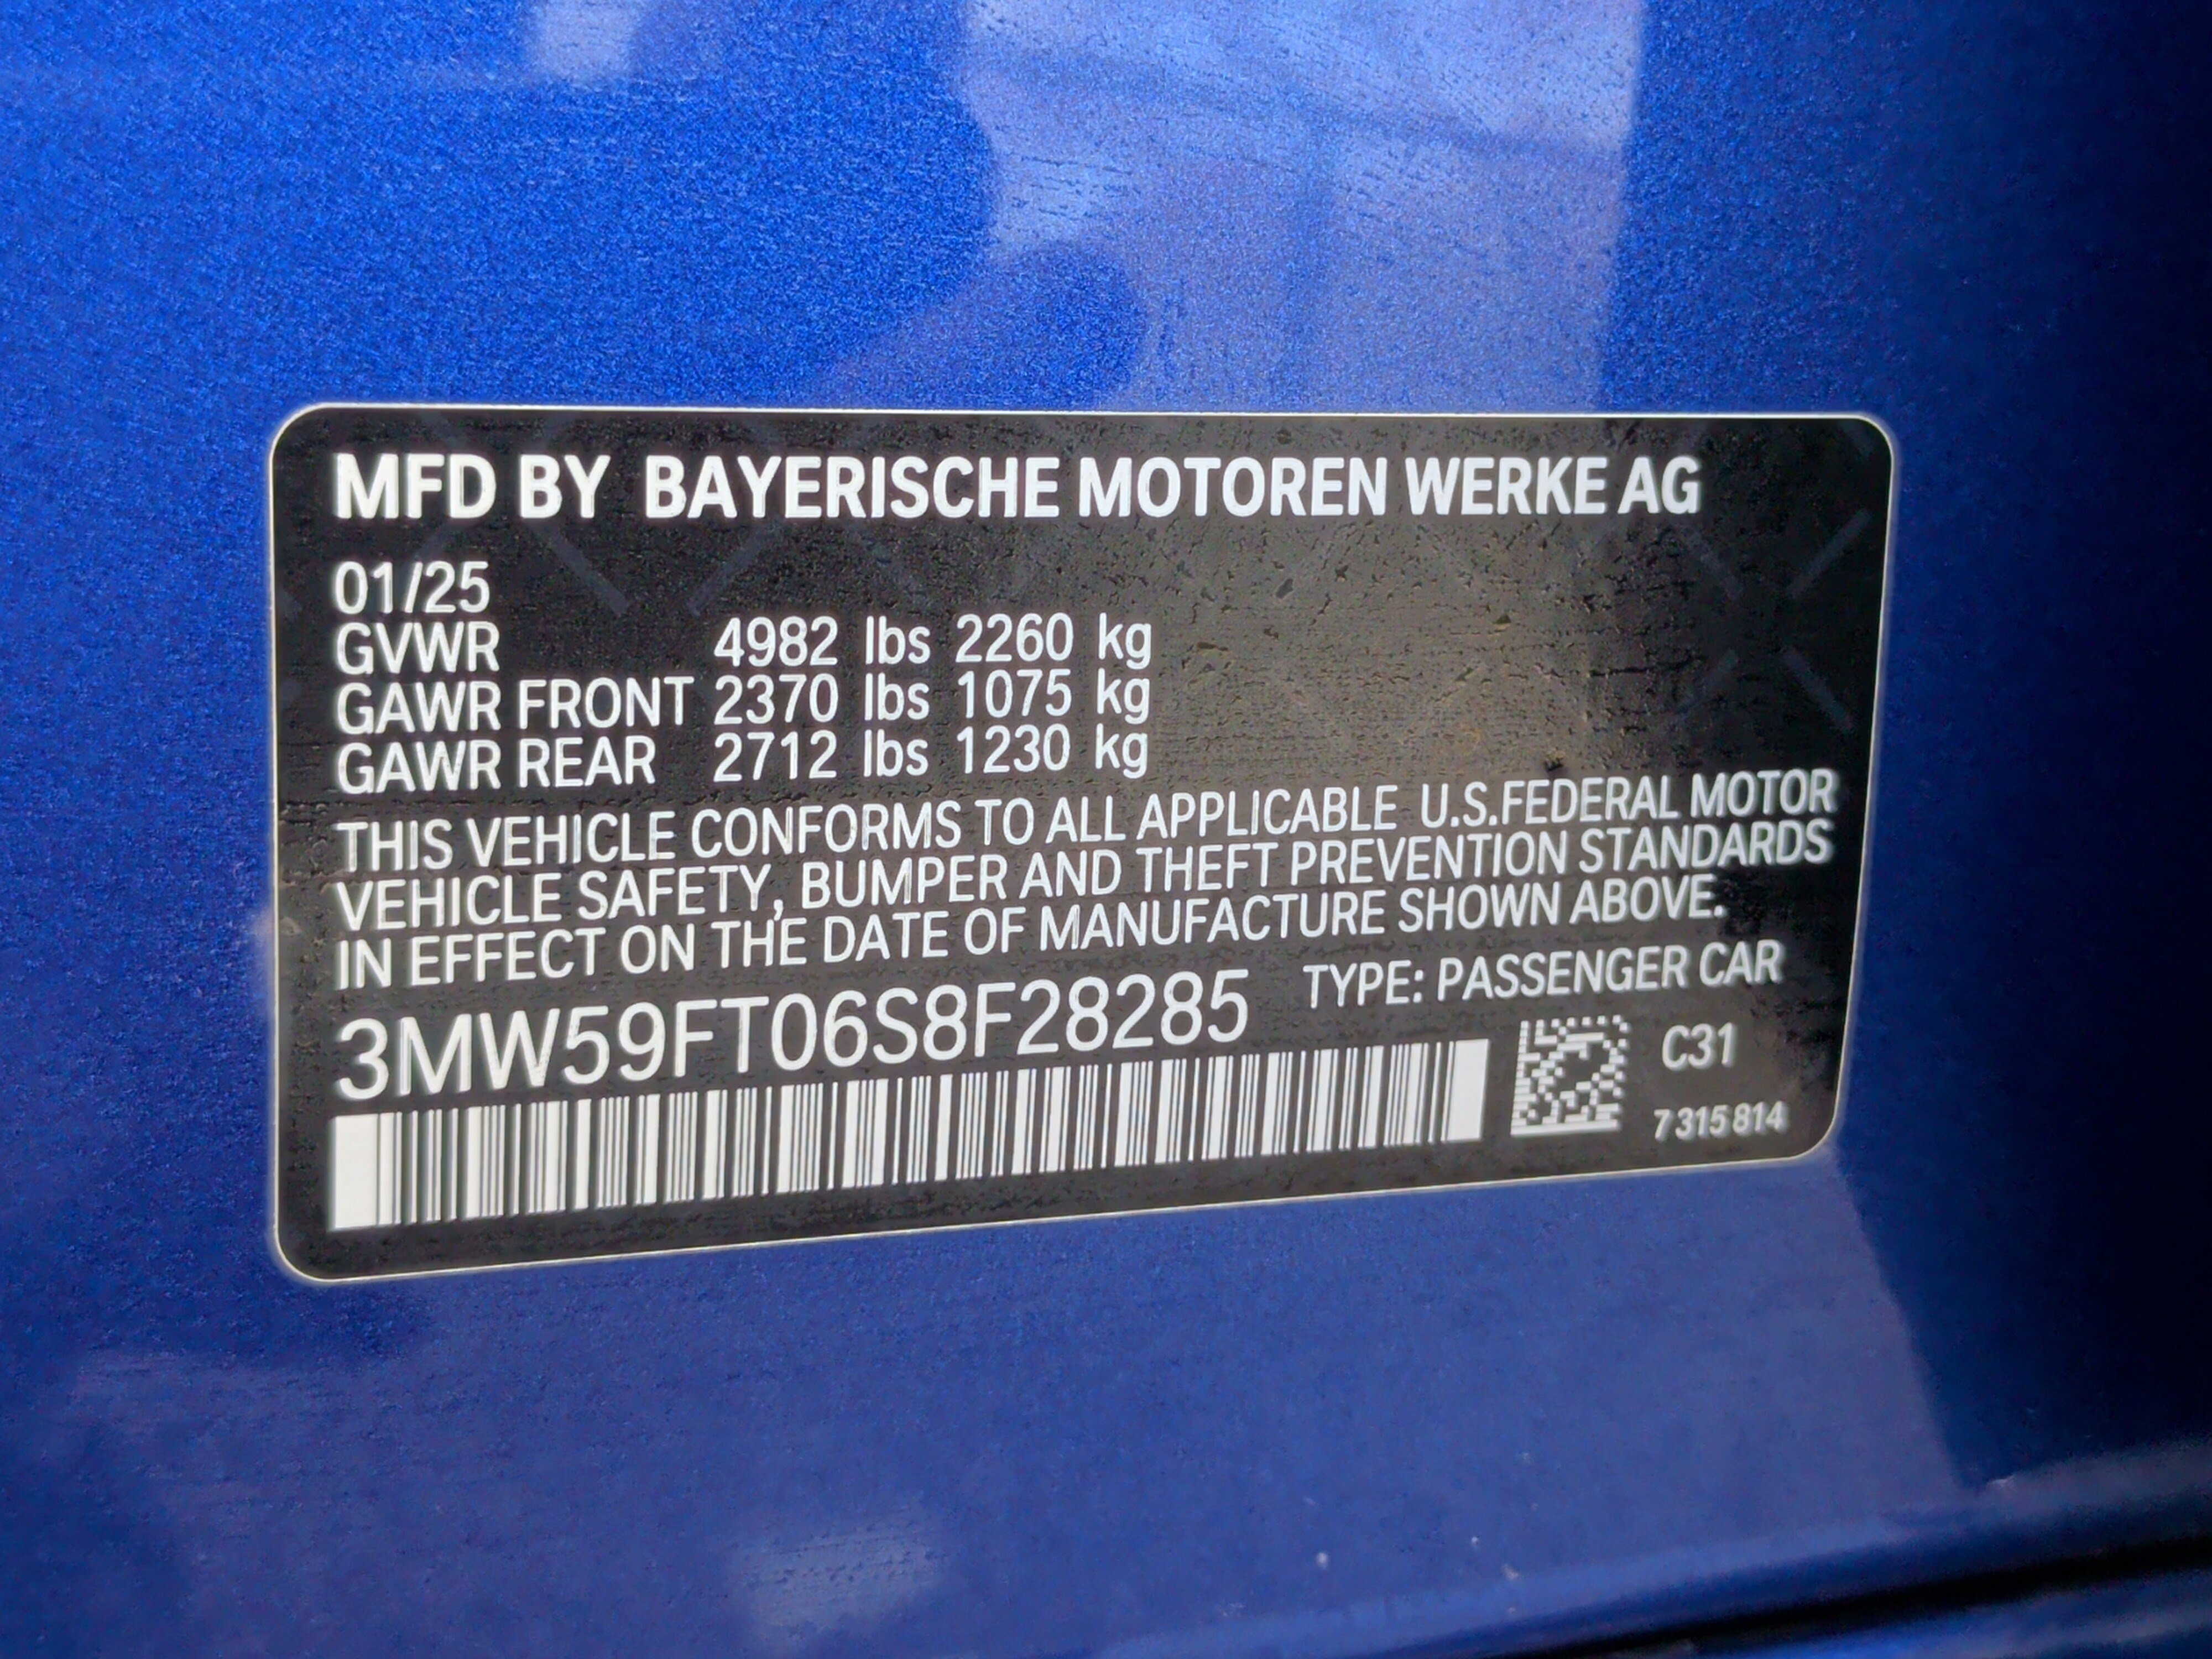 MFD BY BAYERISCHE MOTOREN WERKE AG
01/25
GVWR 4982 lbs 2260 kg
GAWR FRONT 2370 lbs 1075 kg
GAWR REAR 2712 lbs 1230 kg
THIS VEHICLE CONFORMS TO ALL APPLICABLE U.S.FEDERAL MOTOR
VEHICLE SAFETY, BUMPER AND THEFT PREVENTION STANDARDS
IN EFFECT ON THE DATE OF MANUFACTURE SHOWN ABOVE.
3MW59FT06S8F28285 TYPE: PASSENGER CAR
C31
7 315 814